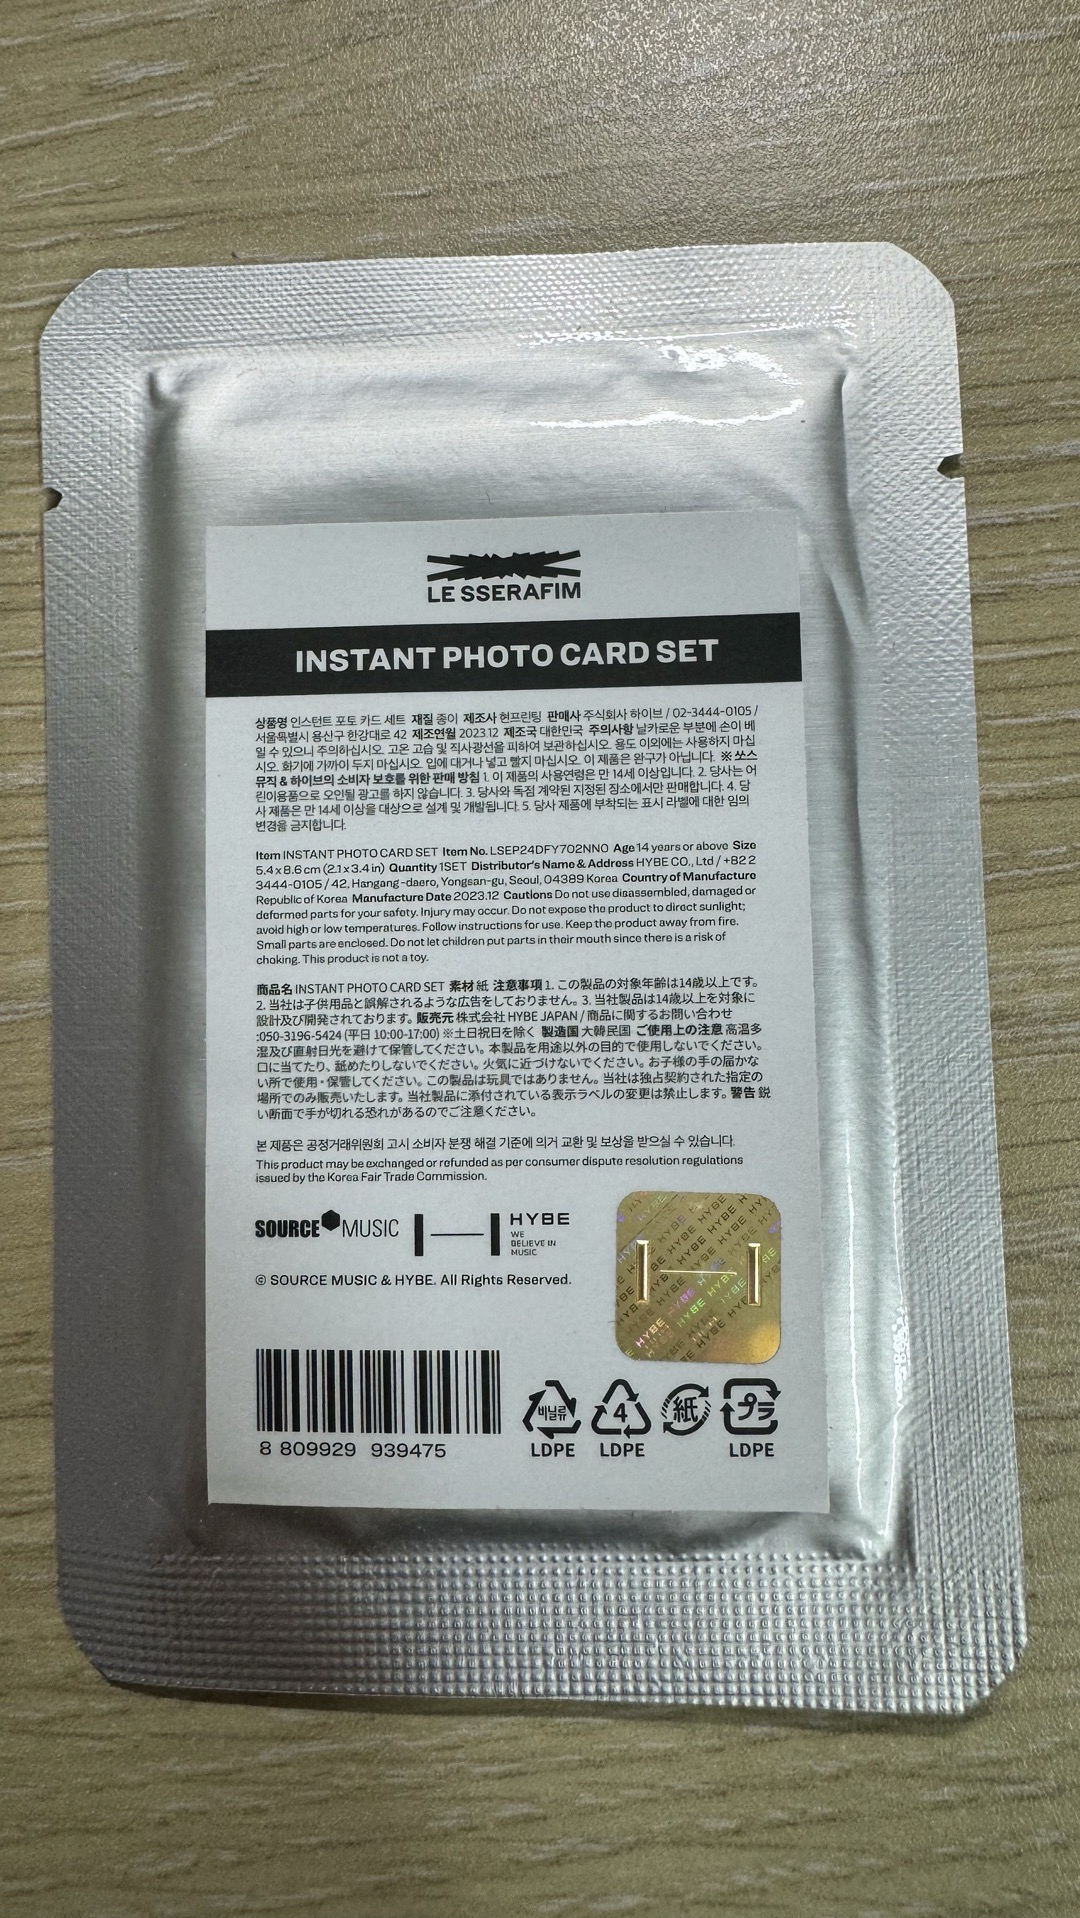 LE SSERAFIM
INSTANT PHOTO CARD SET
상품명 인스턴트 포토 카드 세트 재질 종이 제조사 현프린팅 판매사 주식회사 하이브 / 02-3444-0105 /
서울특별시 용산구 한강대로 42 제조연월 2023.12 제조국 대한민국 주의사항 날카로운 부분에 손이 베
일 수 있으니 주의하십시오. 고온 고습 및 직사광선을 피하여 보관하십시오. 용도 이외에는 사용하지 마십
시오. 화기에 가까이 두지 마십시오. 입에 대거나 넣고 빨지 마십시오. 이 제품은 완구가 아닙니다. ※ 쏘스
뮤직 & 하이브의 소비자 보호를 위한 판매 방침 1. 이 제품의 사용연령은 만 14세 이상입니다. 2. 당사는 어
린이용품으로 오인될 광고를 하지 않습니다. 3. 당사와 독점 계약된 지정된 장소에서만 판매합니다. 4. 당
사 제품은 만 14세 이상을 대상으로 설계 및 개발됩니다. 5. 당사 제품에 부착되는 표시 라벨에 대한 임의
변경을 금지합니다.
Item INSTANT PHOTO CARD SET Item No. LSEP24DFY702NNO Age 14 years or above Size
5.4 x 8.6 cm (2.1 x 3.4 in) Quantity 1SET Distributor's Name & Address HYBE CO., Ltd / +82 2
3444-0105 / 42, Hangang-daero, Yongsan-gu, Seoul, 04389 Korea Country of Manufacture
Republic of Korea Manufacture Date 2023.12 Cautions Do not use disassembled, damaged or
deformed parts for your safety. Injury may occur. Do not expose the product to direct sunlight;
avoid high or low temperatures. Follow instructions for use. Keep the product away from fire.
Small parts are enclosed. Do not let children put parts in their mouth since there is a risk of
choking. This product is not a toy.
商品名 INSTANT PHOTO CARD SET 素材 紙 注意事項 1. この製品の対象年齢は14歳以上です。
2. 当社は子供用品と誤解されるような広告をしておりません。3. 当社製品は14歳以上を対象に
設計及び開発されております。販売元 株式会社 HYBE JAPAN / 商品に関するお問い合わせ
:050-3196-5424 (平日 10:00-17:00) ※土日祝日を除く 製造国 大韓民国 ご使用上の注意 高温多
湿及び直射日光を避けて保管してください。本製品を用途以外の目的で使用しないでください。
口に当てたり、舐めたりしないでください。火気に近づけないでください。お子様の手の届かな
い所で使用・保管してください。この製品は玩具ではありません。当社は独占契約された指定の
場所でのみ販売いたします。当社製品に添付されている表示ラベルの変更は禁止します。警告 鋭
い断面で手が切れる恐れがあるのでご注意ください。
본 제품은 공정거래위원회 고시 소비자 분쟁 해결 기준에 의거 교환 및 보상을 받으실 수 있습니다.
This product may be exchanged or refunded as per consumer dispute resolution regulations
issued by the Korea Fair Trade Commission.
SOURCE MUSIC HYBE
WE
BELIEVE IN
MUSIC
© SOURCE MUSIC & HYBE. All Rights Reserved.
HYBE HYBE HYBE HYBE
8 809929 939475
비닐류 4 紙 プラ
LDPE LDPE LDPE